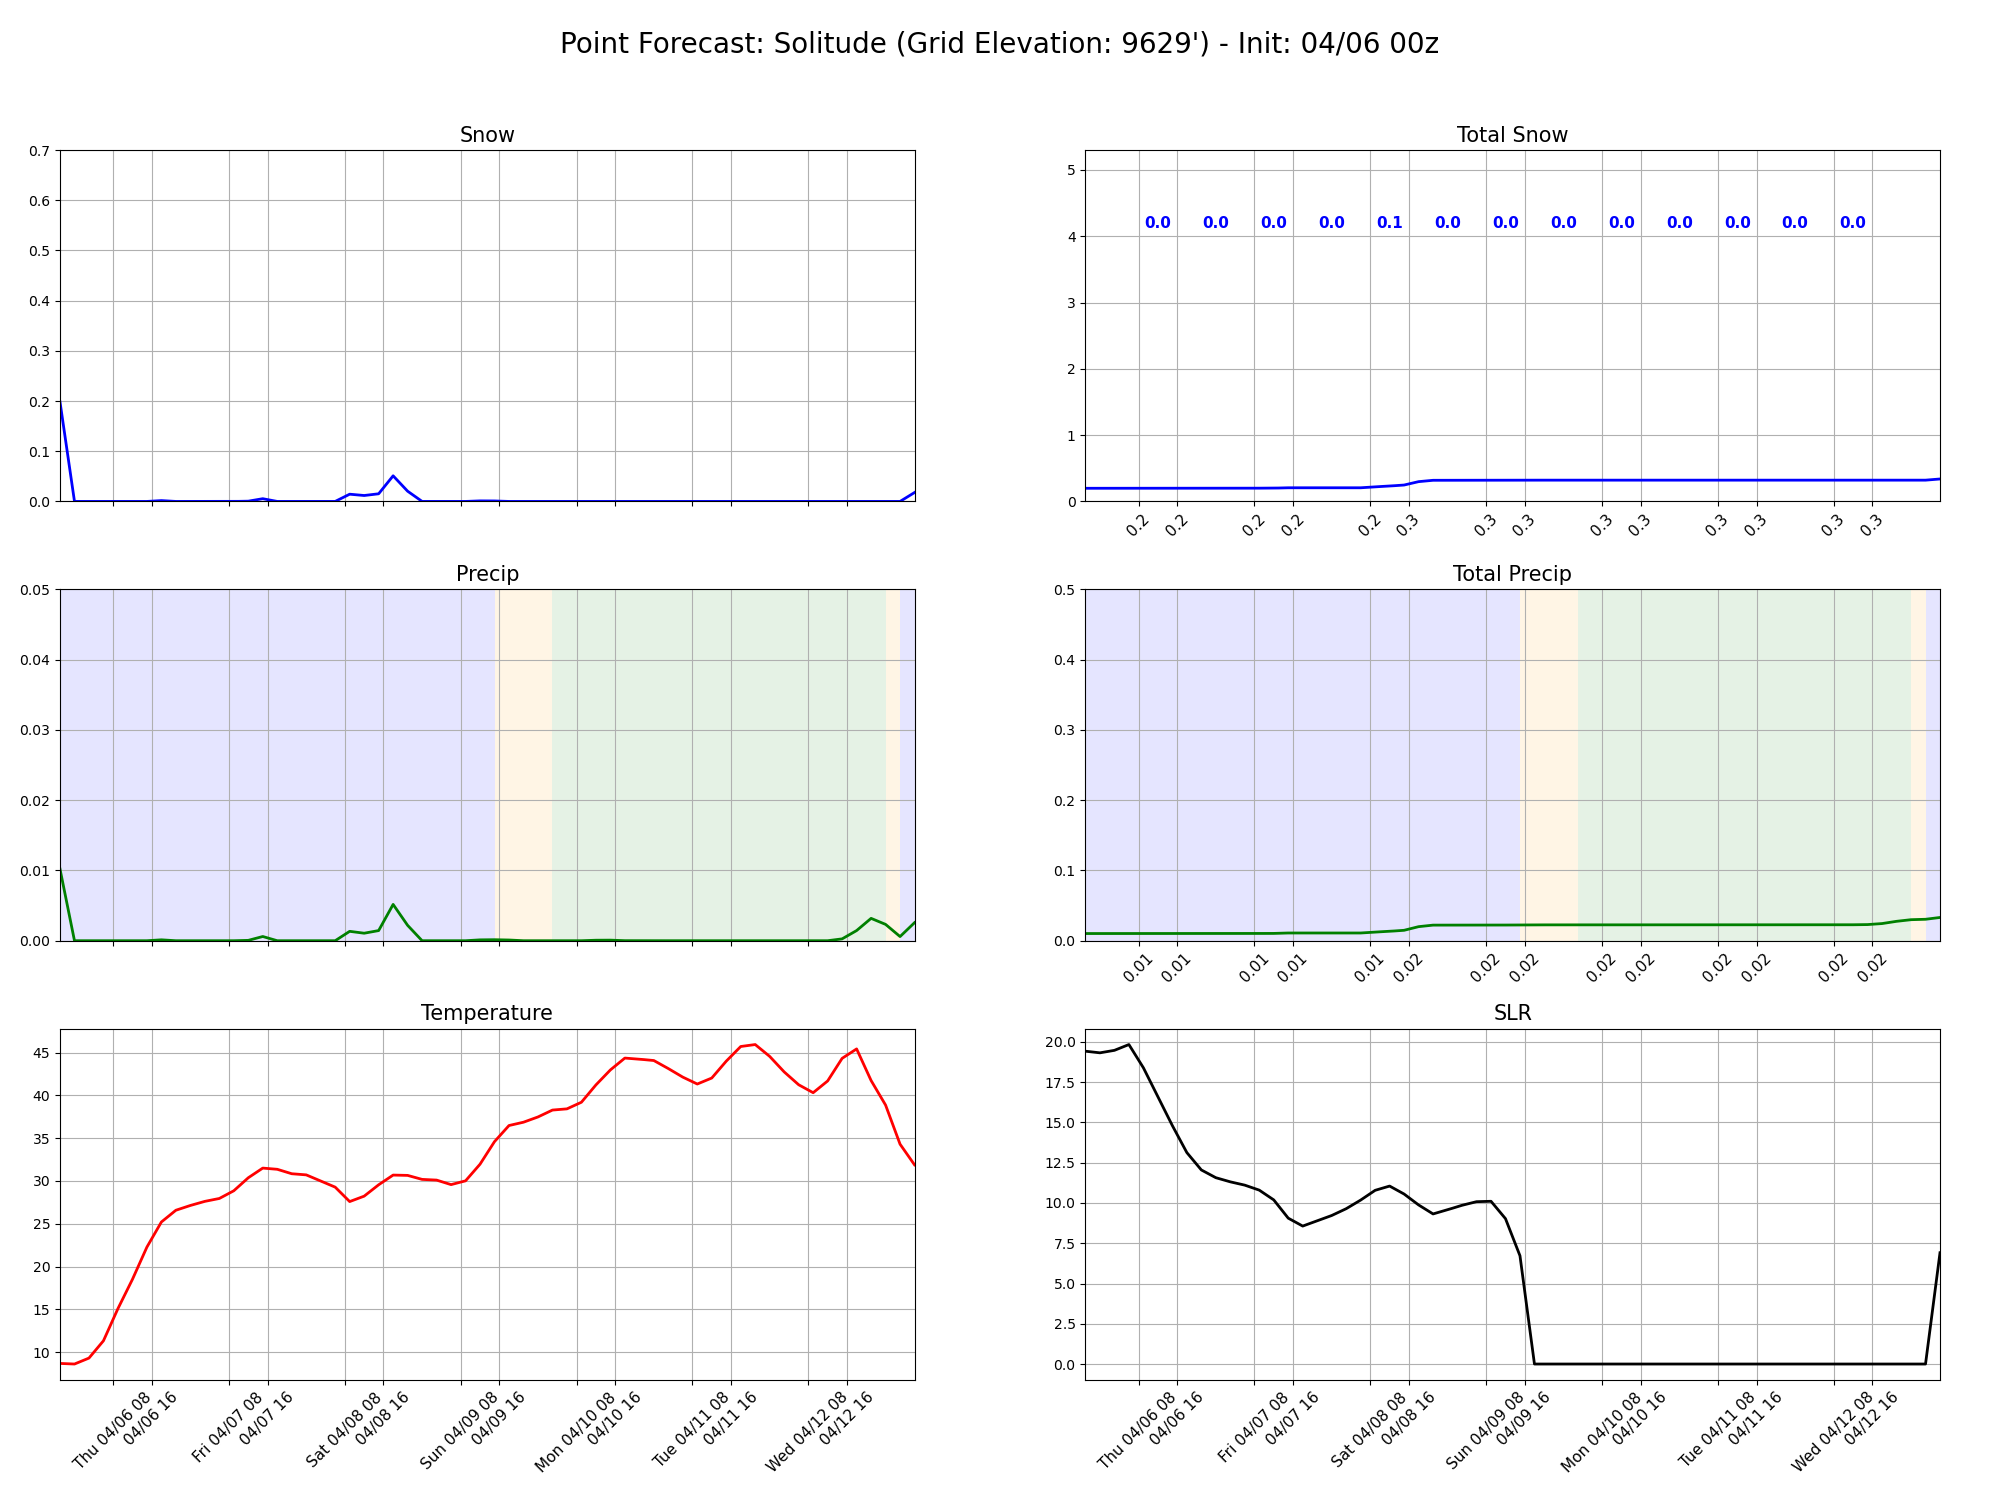 Point Forecast: Solitude (Grid Elevation: 9629') - Init: 04/06 00z
Snow
0.7
0.6
0.5
0.4
0.3
0.2
0.1
0.0
Total Snow
5
4
3
2
1
0
0.0 0.0 0.0 0.0 0.1 0.0 0.0 0.0 0.0 0.0 0.0 0.0 0.0
0.2 0.2 0.2 0.2 0.2 0.3 0.3 0.3 0.3 0.3 0.3 0.3 0.3 0.3
Precip
0.05
0.04
0.03
0.02
0.01
0.00
Total Precip
0.5
0.4
0.3
0.2
0.1
0.0
0.01 0.01 0.01 0.01 0.01 0.02 0.02 0.02 0.02 0.02 0.02 0.02 0.02 0.02
Temperature
45
40
35
30
25
20
15
10
Thu 04/06 08
04/06 16
Fri 04/07 08
04/07 16
Sat 04/08 08
04/08 16
Sun 04/09 08
04/09 16
Mon 04/10 08
04/10 16
Tue 04/11 08
04/11 16
Wed 04/12 08
04/12 16
SLR
20.0
17.5
15.0
12.5
10.0
7.5
5.0
2.5
0.0
Thu 04/06 08
04/06 16
Fri 04/07 08
04/07 16
Sat 04/08 08
04/08 16
Sun 04/09 08
04/09 16
Mon 04/10 08
04/10 16
Tue 04/11 08
04/11 16
Wed 04/12 08
04/12 16